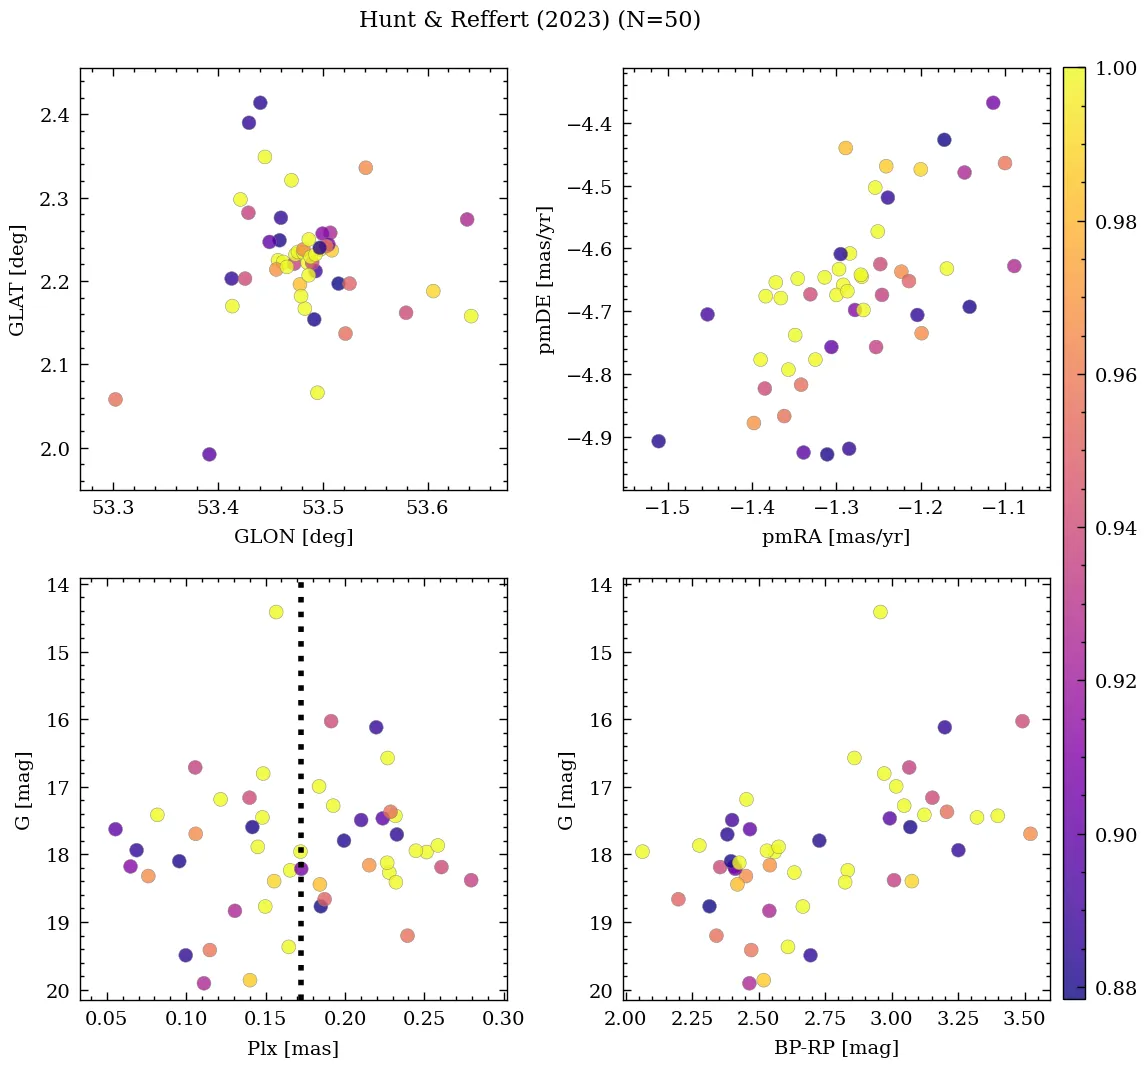 Hunt & Reffert (2023) (N=50)
2.4
2.3
2.2
2.1
2.0
GLAT [deg]
53.3 53.4 53.5 53.6
GLON [deg]
−4.4
−4.5
−4.6
−4.7
−4.8
−4.9
pmDE [mas/yr]
−1.5 −1.4 −1.3 −1.2 −1.1
pmRA [mas/yr]
14
15
16
17
18
19
20
G [mag]
0.05 0.10 0.15 0.20 0.25 0.30
Plx [mas]
14
15
16
17
18
19
20
G [mag]
2.00 2.25 2.50 2.75 3.00 3.25 3.50
BP-RP [mag]
1.00
0.98
0.96
0.94
0.92
0.90
0.88